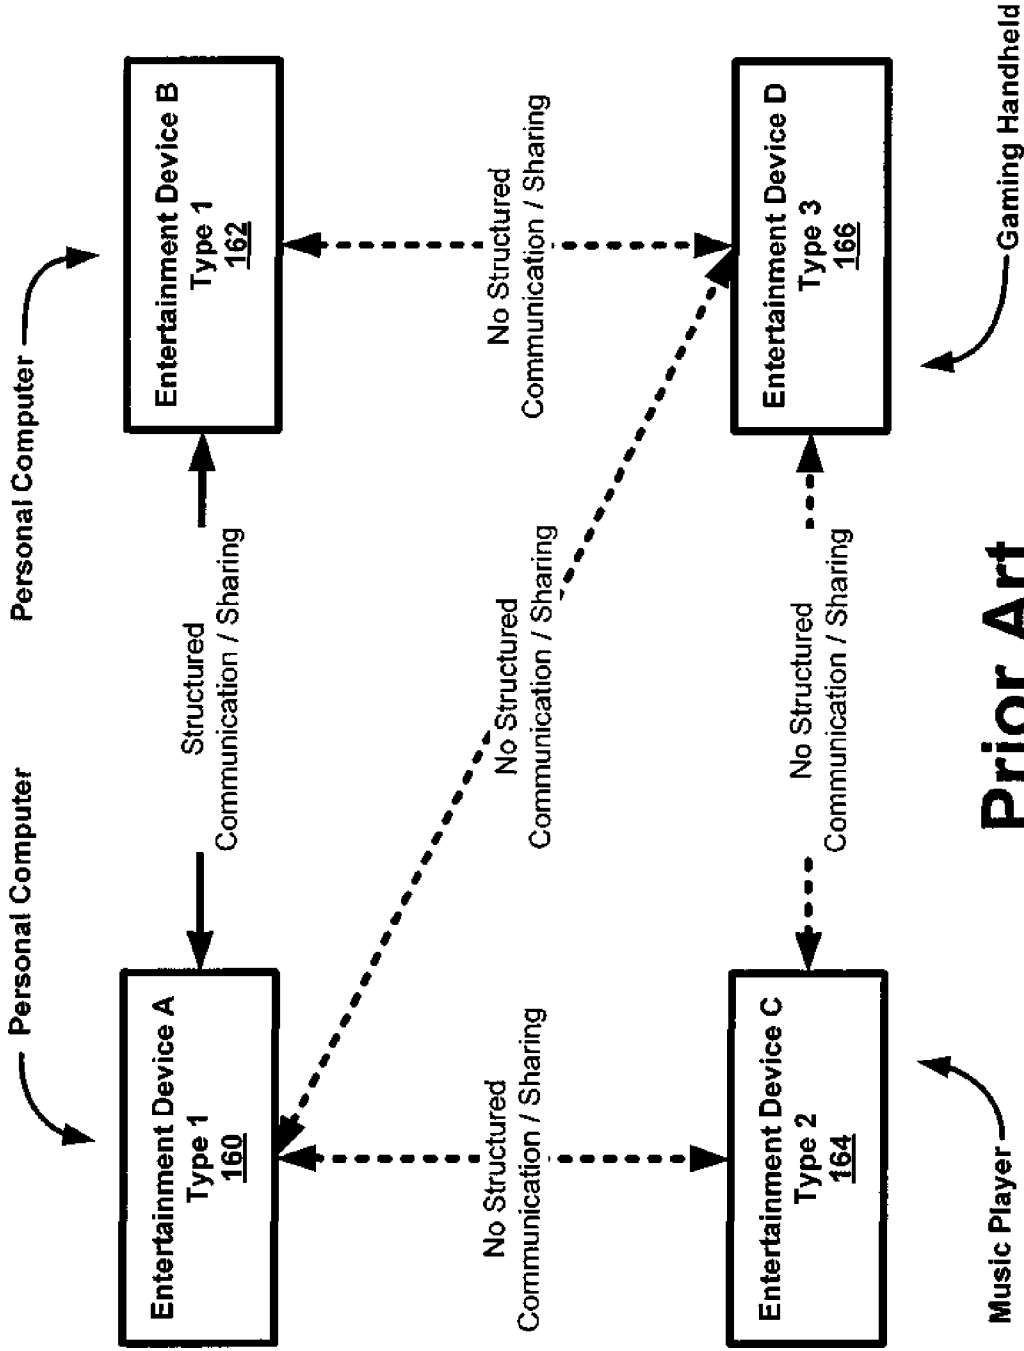 Personal Computer
Personal Computer
Entertainment Device A
Type 1
160
Structured
Communication / Sharing
Entertainment Device B
Type 1
162
No Structured
Communication / Sharing
No Structured
Communication / Sharing
No Structured
Communication / Sharing
Entertainment Device C
Type 2
164
No Structured
Communication / Sharing
Entertainment Device D
Type 3
166
Music Player
Gaming Handheld
Prior Art